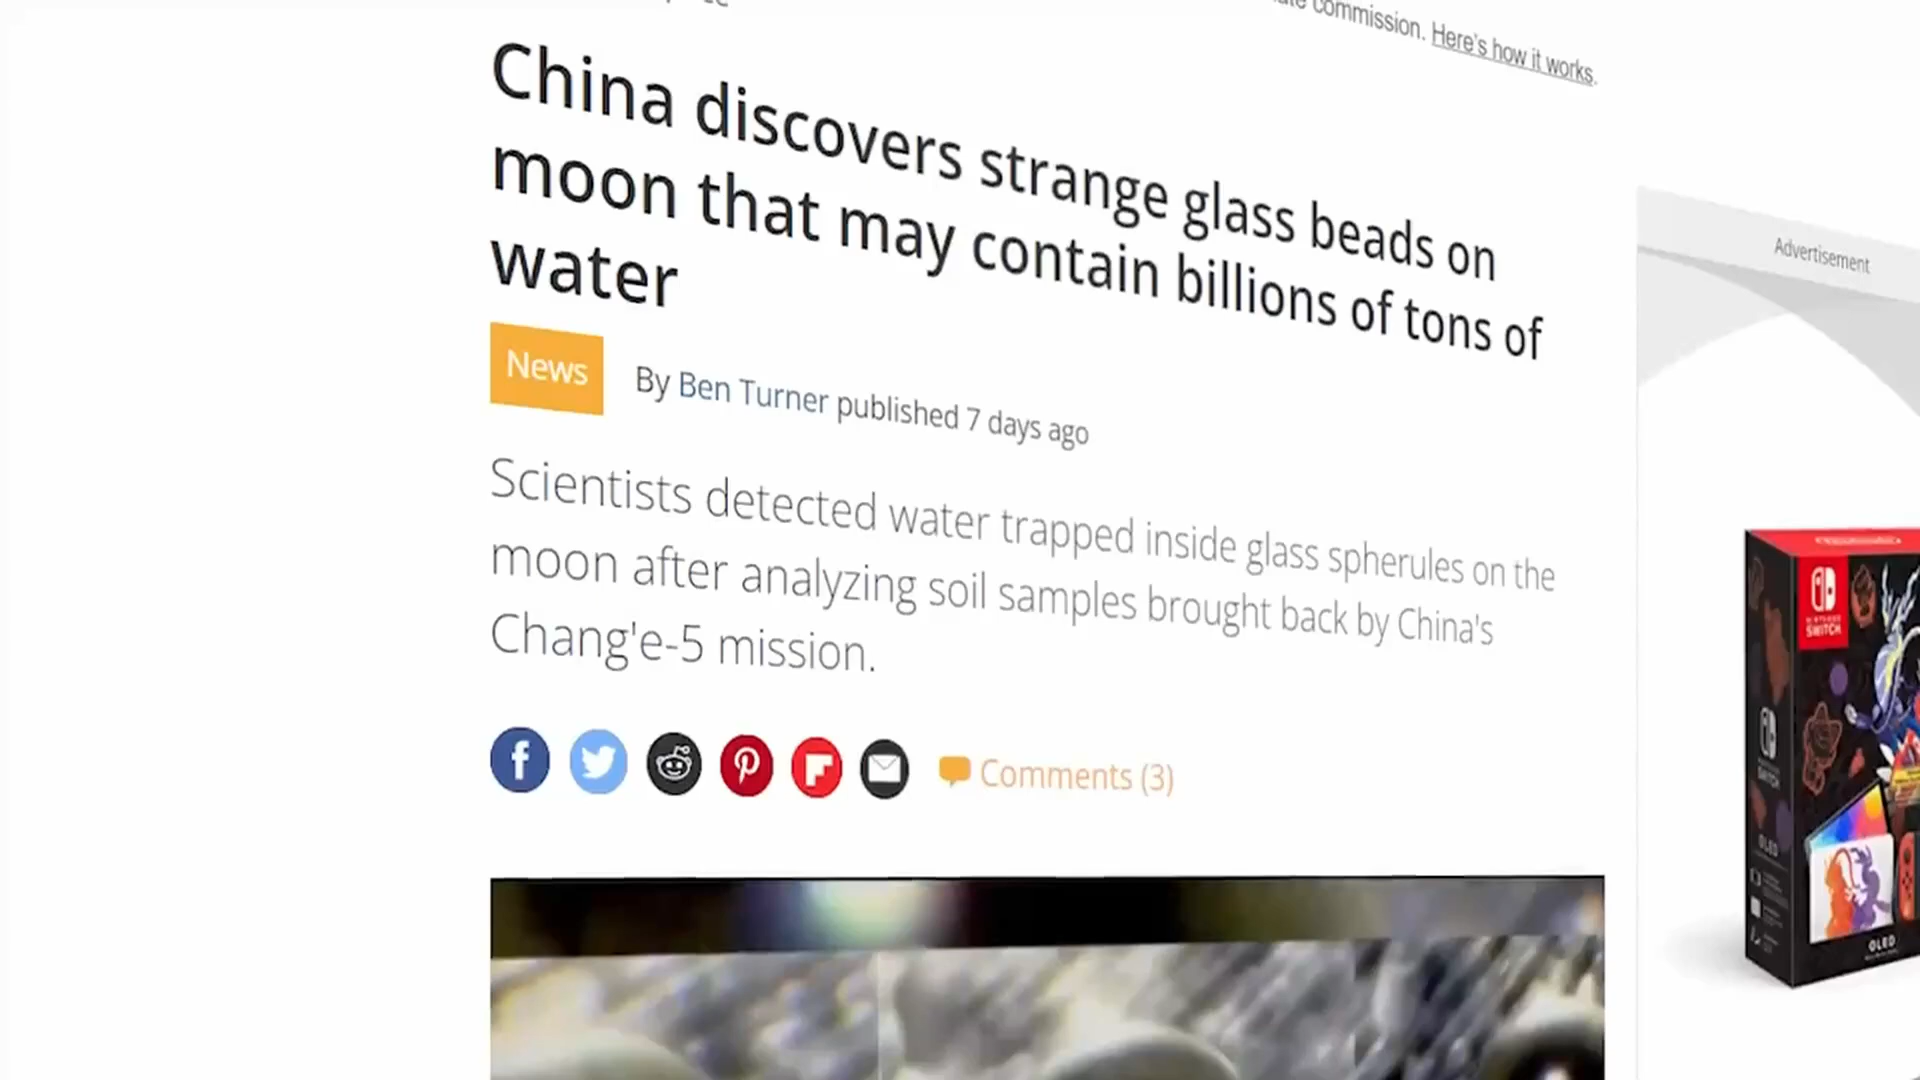 commission. Here's how it works.
China discovers strange glass beads on
moon that may contain billions of tons of
water
News
By Ben Turner published 7 days ago
Scientists detected water trapped inside glass spherules on the
moon after analyzing soil samples brought back by China's
Chang'e-5 mission.
Comments (3)
Advertisement
SWITCH
OLED